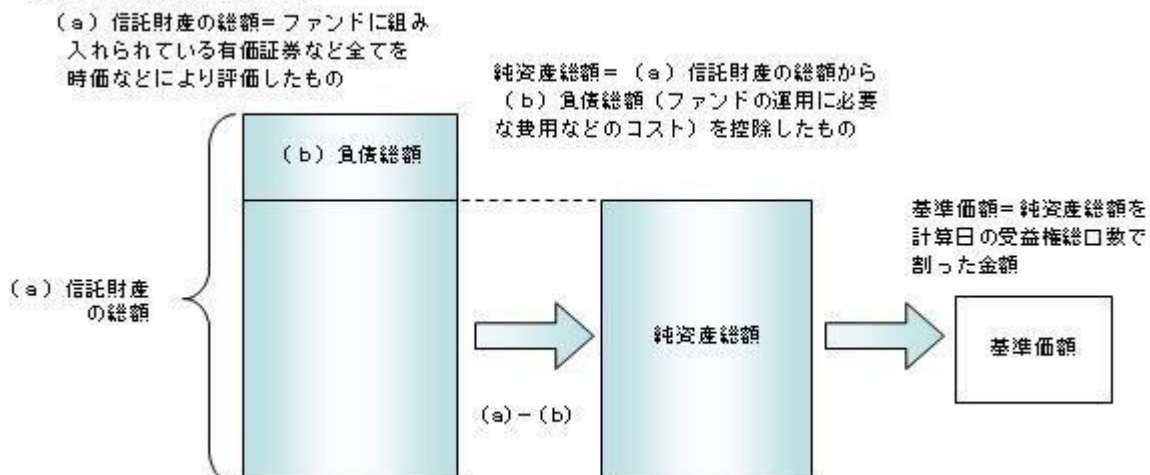 (a)信託財産の総額=ファンドに組み
入れられている有価証券など全てを
時価などにより評価したもの
純資産総額=(a)信託財産の総額から
(b)負債総額(ファンドの運用に必要
な費用などのコスト)を控除したもの
(b)負債総額
基準価額=純資産総額を
計算日の受益権総口数で
割った金額
(a)信託財産
の総額
純資産総額
基準価額
(a)-(b)